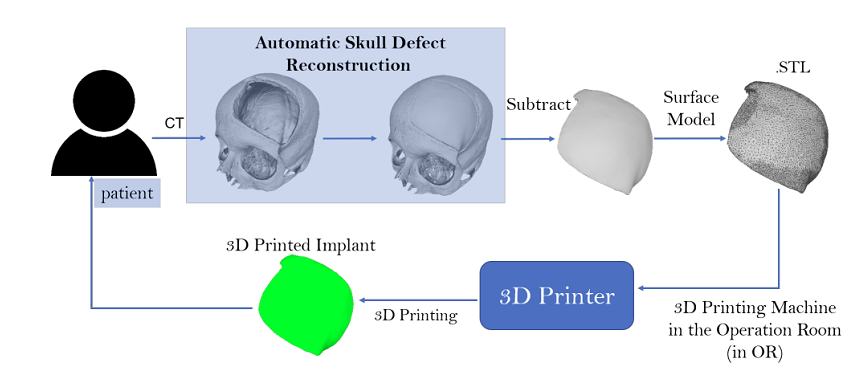 Automatic Skull Defect
Reconstruction
CT
Subtract
Surface
Model
.STL
patient
3D Printed Implant
3D Printing
3D Printer
3D Printing Machine
in the Operation Room
(in OR)